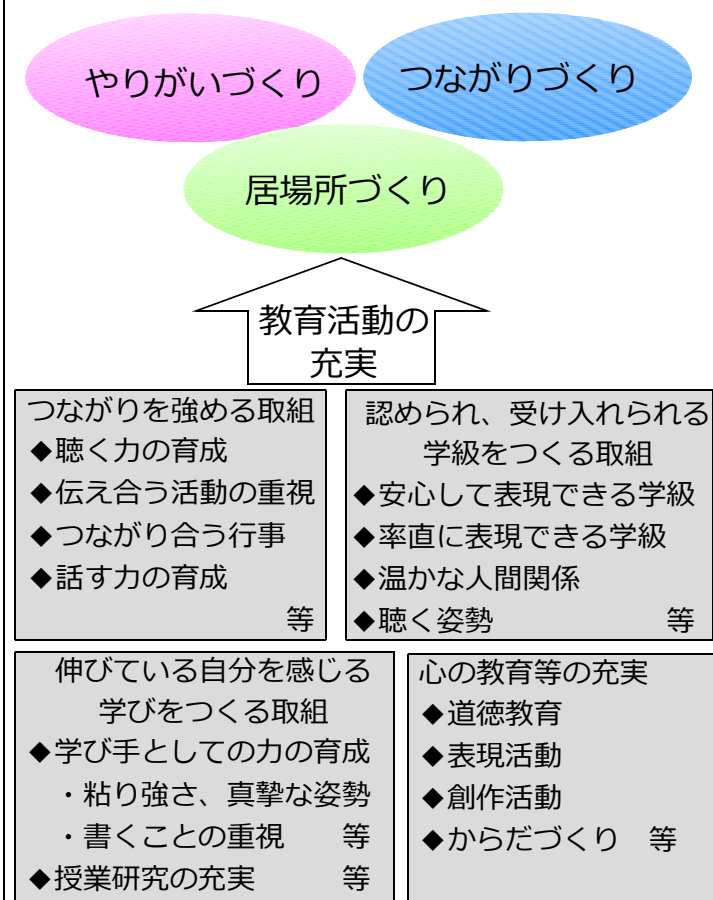 やりがいづくり
つながりづくり
居場所づくり
教育活動の
充実
つながりを強める取組
◆聴く力の育成
◆伝え合う活動の重視
◆つながり合う行事
◆話す力の育成
等
認められ、受け入れられる
学級をつくる取組
◆安心して表現できる学級
◆率直に表現できる学級
◆温かな人間関係
◆聴く姿勢　　　　　　等
伸びている自分を感じる
学びをつくる取組
◆学び手としての力の育成
・粘り強さ、真摯な姿勢
・書くことの重視　　等
◆授業研究の充実　　　等
心の教育等の充実
◆道徳教育
◆表現活動
◆創作活動
◆からだづくり　等